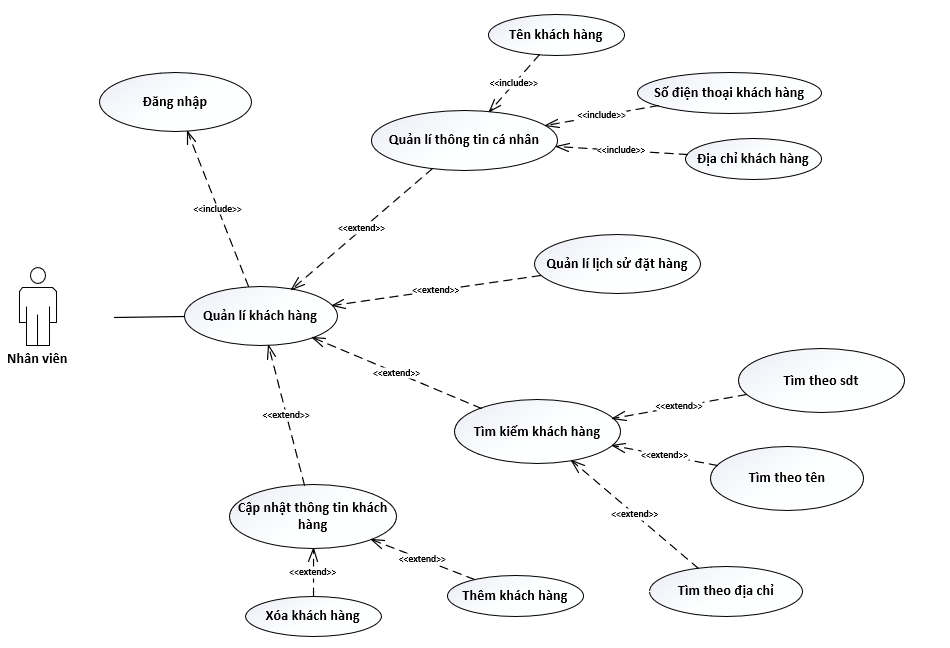 Tên khách hàng
<<include>>
Đăng nhập
Số điện thoại khách hàng
<<include>>
Quản lí thông tin cá nhân
<<include>>
Địa chỉ khách hàng
<<include>>
<<extend>>
Quản lí lịch sử đặt hàng
<<extend>>
Quản lí khách hàng
Nhân viên
<<extend>>
Tìm theo sdt
<<extend>>
<<extend>>
Tìm kiếm khách hàng
<<extend>>
Tìm theo tên
Cập nhật thông tin khách
hàng
<<extend>>
<<extend>>
<<extend>>
Tìm theo địa chỉ
Thêm khách hàng
Xóa khách hàng